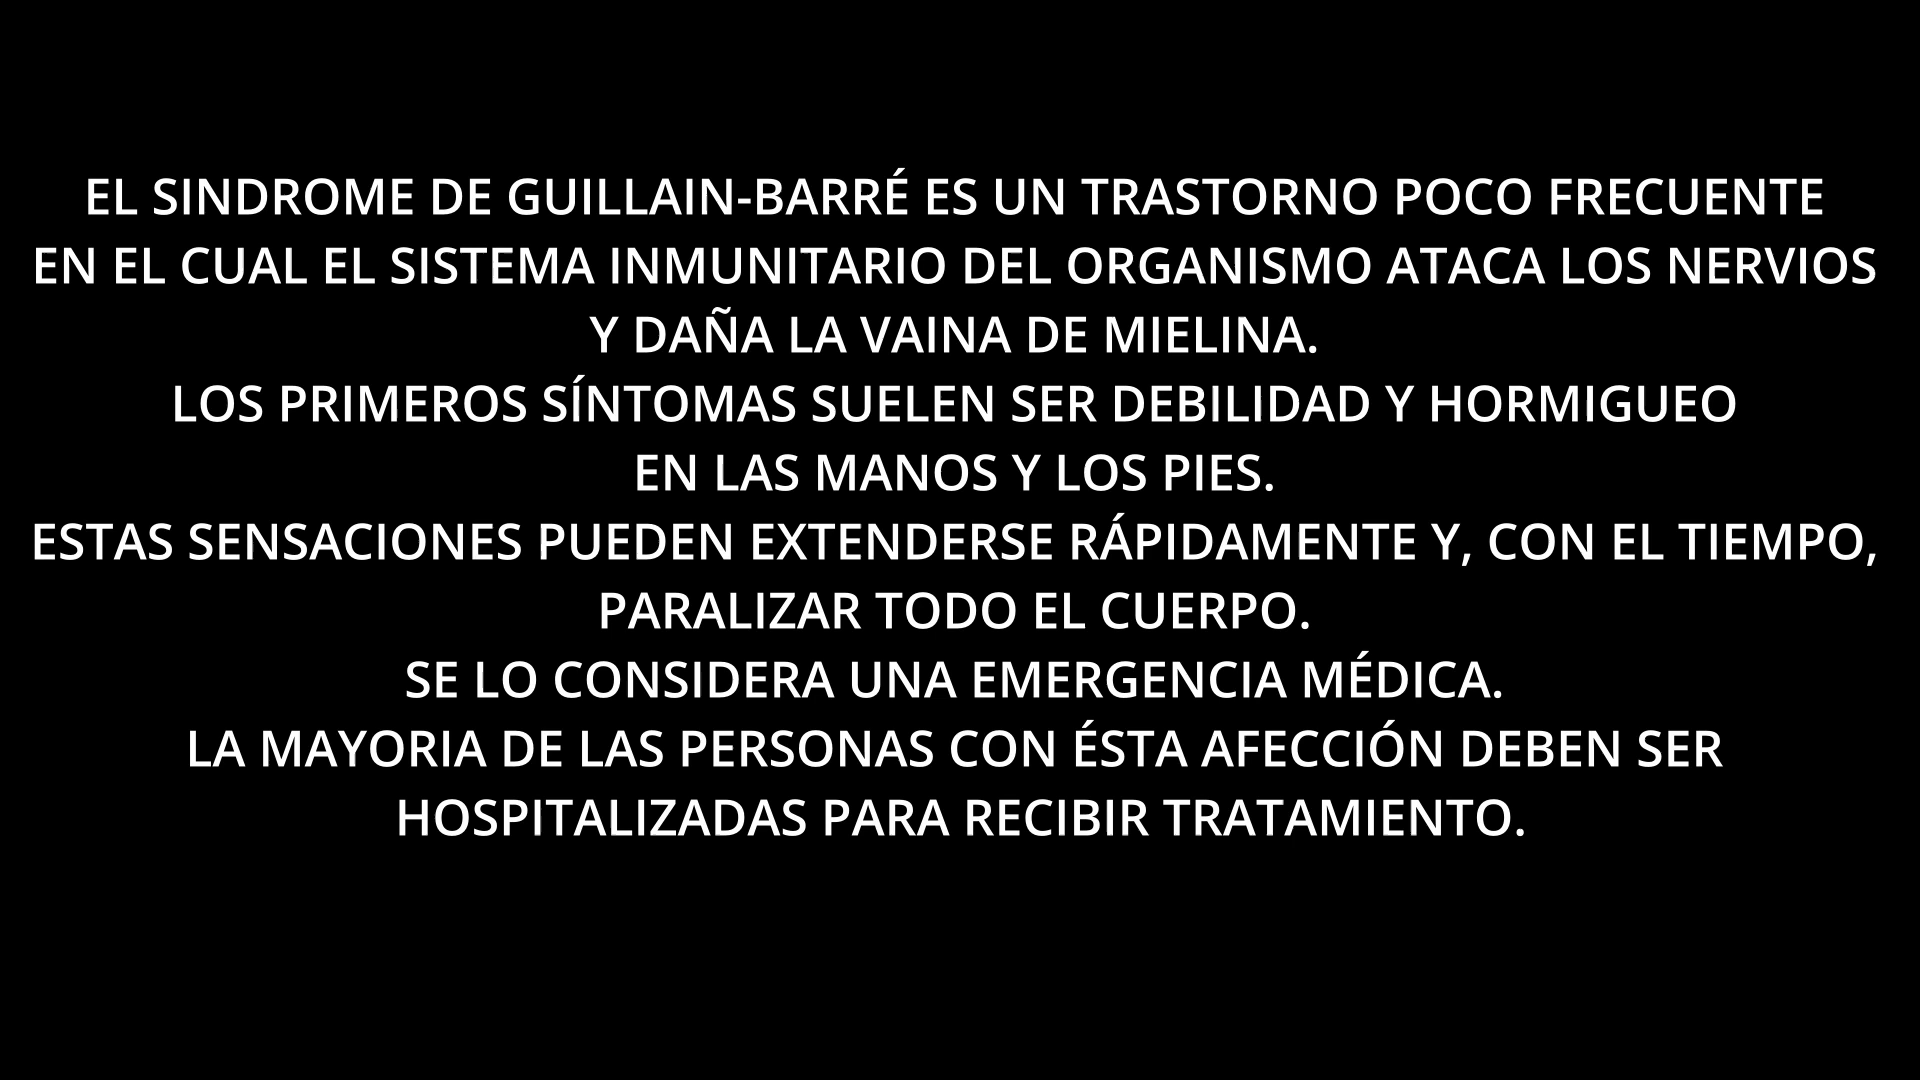 EL SINDROME DE GUILLAIN-BARRÉ ES UN TRASTORNO POCO FRECUENTE
EN EL CUAL EL SISTEMA INMUNITARIO DEL ORGANISMO ATACA LOS NERVIOS
Y DAÑA LA VAINA DE MIELINA.
LOS PRIMEROS SÍNTOMAS SUELEN SER DEBILIDAD Y HORMIGUEO
EN LAS MANOS Y LOS PIES.
ESTAS SENSACIONES PUEDEN EXTENDERSE RÁPIDAMENTE Y, CON EL TIEMPO,
PARALIZAR TODO EL CUERPO.
SE LO CONSIDERA UNA EMERGENCIA MÉDICA.
LA MAYORIA DE LAS PERSONAS CON ÉSTA AFECCIÓN DEBEN SER
HOSPITALIZADAS PARA RECIBIR TRATAMIENTO.